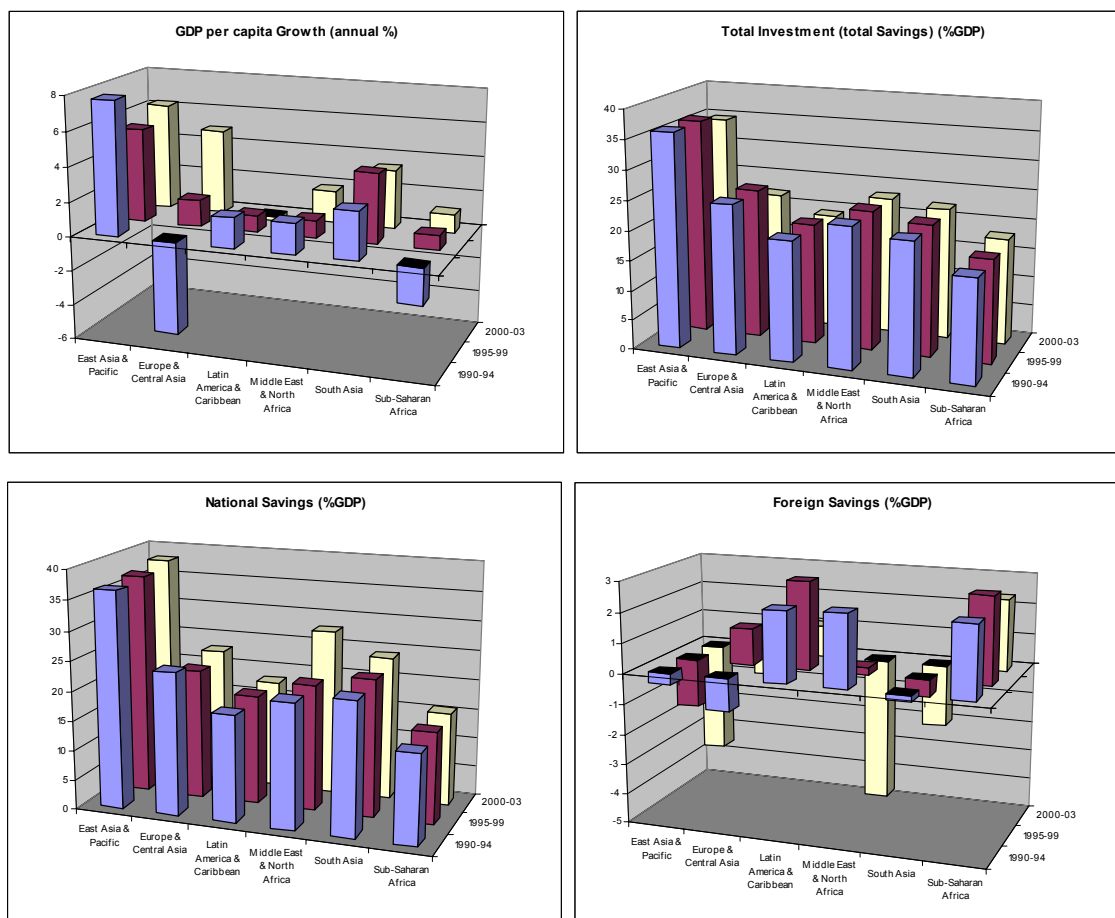 GDP per capita Growth (annual %)
8
6
4
2
0
-2
-4
-6
East Asia &
Pacific
Europe &
Central Asia
Latin
America &
Caribbean
Middle East
& North
Africa
South Asia
Sub-Saharan
Africa
1990-94
1995-99
2000-03
Total Investment (total Savings) (%GDP)
40
35
30
25
20
15
10
5
0
East Asia &
Pacific
Europe &
Central Asia
Latin
America &
Caribbean
Middle East
& North
Africa
South Asia
Sub-Saharan
Africa
1990-94
1995-99
2000-03
National Savings (%GDP)
40
35
30
25
20
15
10
5
0
East Asia &
Pacific
Europe &
Central Asia
Latin
America &
Caribbean
Middle East
& North
Africa
South Asia
Sub-Saharan
Africa
1990-94
1995-99
2000-03
Foreign Savings (%GDP)
3
2
1
0
-1
-2
-3
-4
-5
East Asia &
Pacific
Europe &
Central Asia
Latin
America &
Caribbean
Middle East
& North
Africa
South Asia
Sub-Saharan
Africa
1990-94
1995-99
2000-03